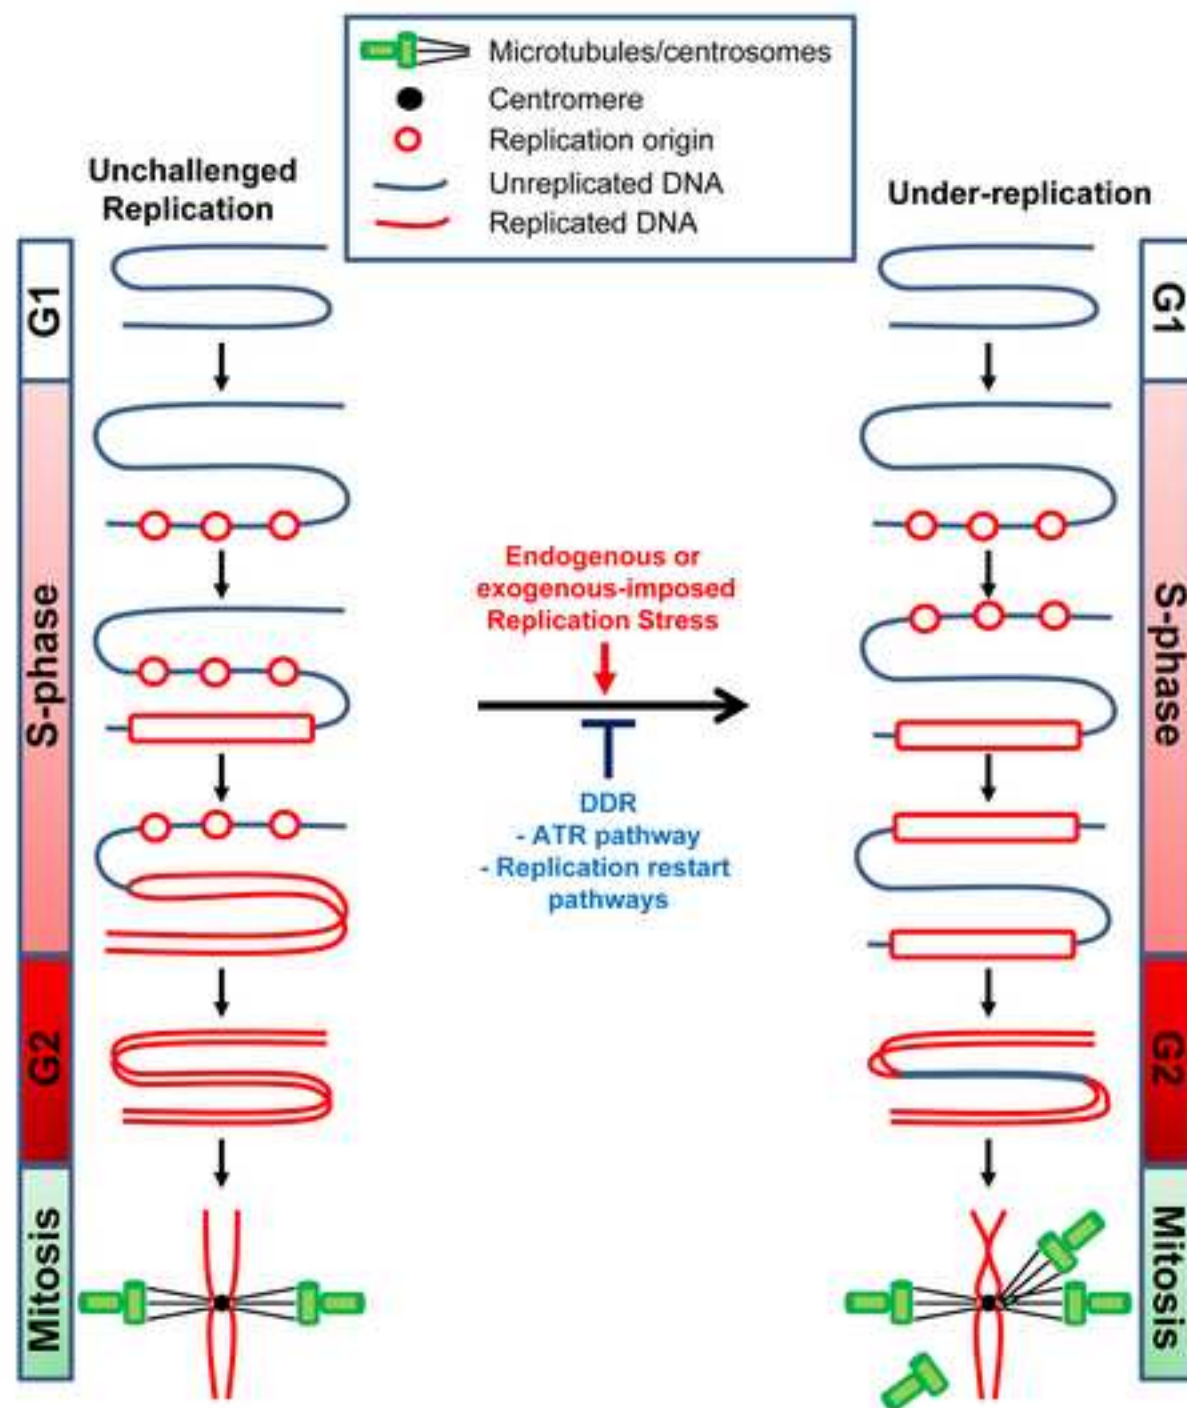 Microtubules/centrosomes
Centromere
Replication origin
Unreplicated DNA
Replicated DNA
Unchallenged
Replication
Under-replication
G1
S-phase
G2
Mitosis
Endogenous or
exogenous-imposed
Replication Stress
DDR
- ATR pathway
- Replication restart
pathways
G1
S-phase
G2
Mitosis